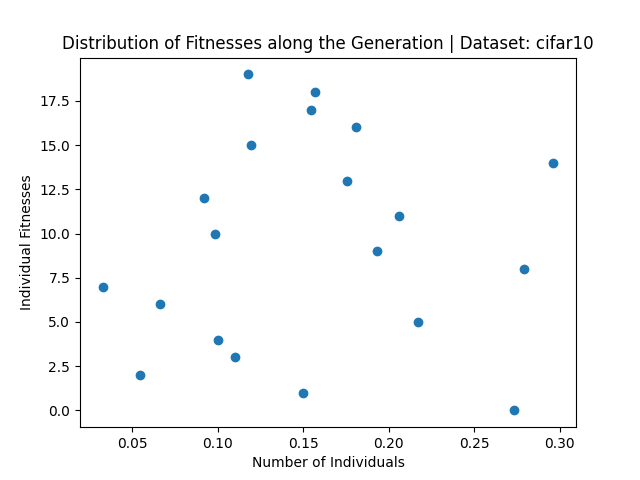 Distribution of Fitnesses along the Generation | Dataset: cifar10
Individual Fitnesses
17.5
15.0
12.5
10.0
7.5
5.0
2.5
0.0
0.05 0.10 0.15 0.20 0.25 0.30
Number of Individuals